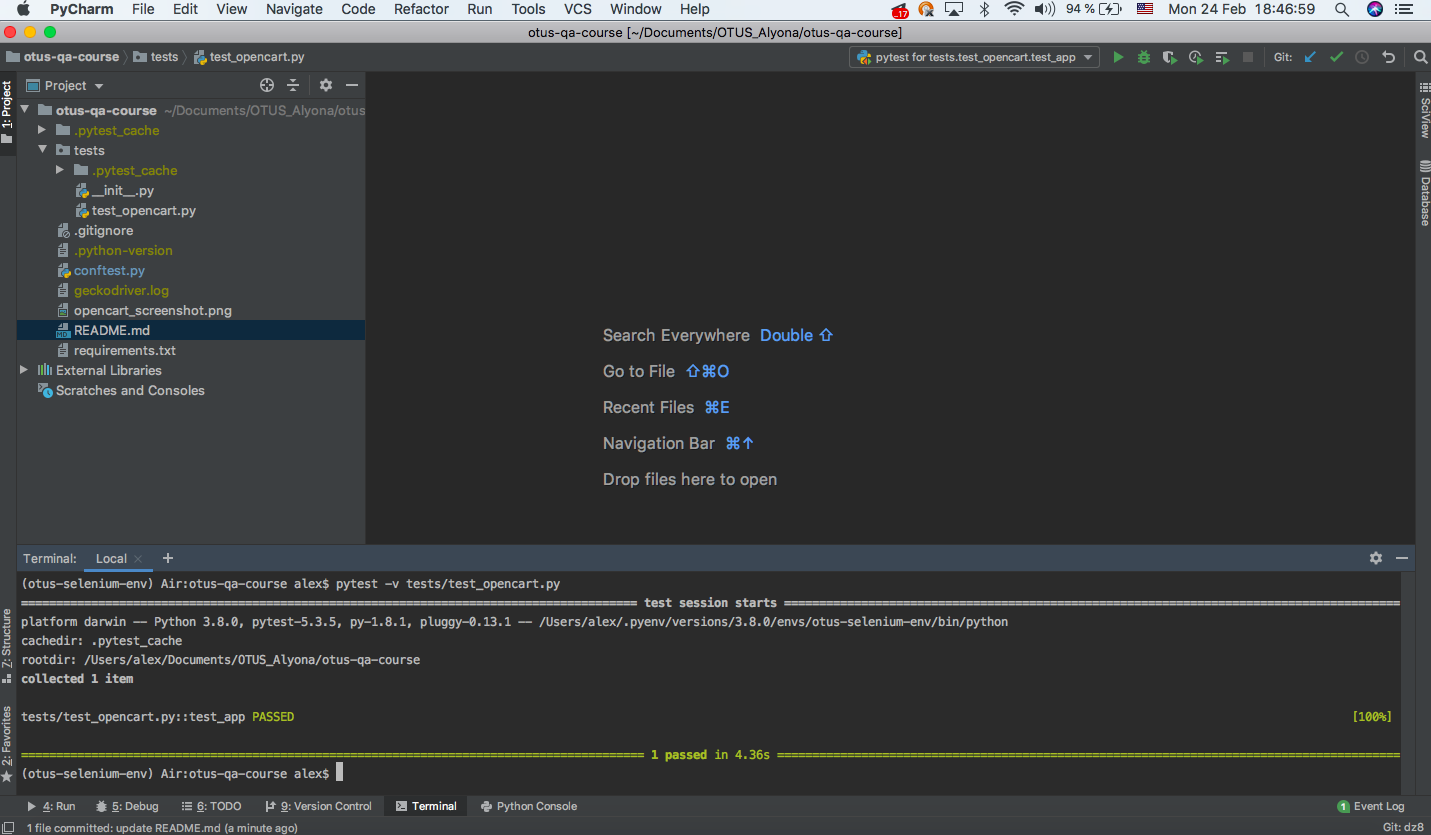 PyCharm File Edit View Navigate Code Refactor Run Tools VCS Window Help 17 94 % Mon 24 Feb 18:46:59
otus-qa-course [~/Documents/OTUS_Alyona/otus-qa-course]
otus-qa-course tests test_opencart.py pytest for tests.test_opencart.test_app Git:
1: Project
Project
otus-qa-course ~/Documents/OTUS_Alyona/otus
.pytest_cache
tests
.pytest_cache
__init__.py
test_opencart.py
.gitignore
.python-version
conftest.py
geckodriver.log
opencart_screenshot.png
README.md
requirements.txt
External Libraries
Scratches and Consoles
Search Everywhere Double ⇧
Go to File ⇧⌘O
Recent Files ⌘E
Navigation Bar ⌘↑
Drop files here to open
SciView
Database
Terminal: Local × +
(otus-selenium-env) Air:otus-qa-course alex$ pytest -v tests/test_opencart.py
test session starts
platform darwin -- Python 3.8.0, pytest-5.3.5, py-1.8.1, pluggy-0.13.1 -- /Users/alex/.pyenv/versions/3.8.0/envs/otus-selenium-env/bin/python
cachedir: .pytest_cache
rootdir: /Users/alex/Documents/OTUS_Alyona/otus-qa-course
collected 1 item
tests/test_opencart.py::test_app PASSED [100%]
1 passed in 4.36s
(otus-selenium-env) Air:otus-qa-course alex$
7: Structure
2: Favorites
4: Run 5: Debug 6: TODO 9: Version Control Terminal Python Console 1 Event Log
1 file committed: update README.md (a minute ago) Git: dz8